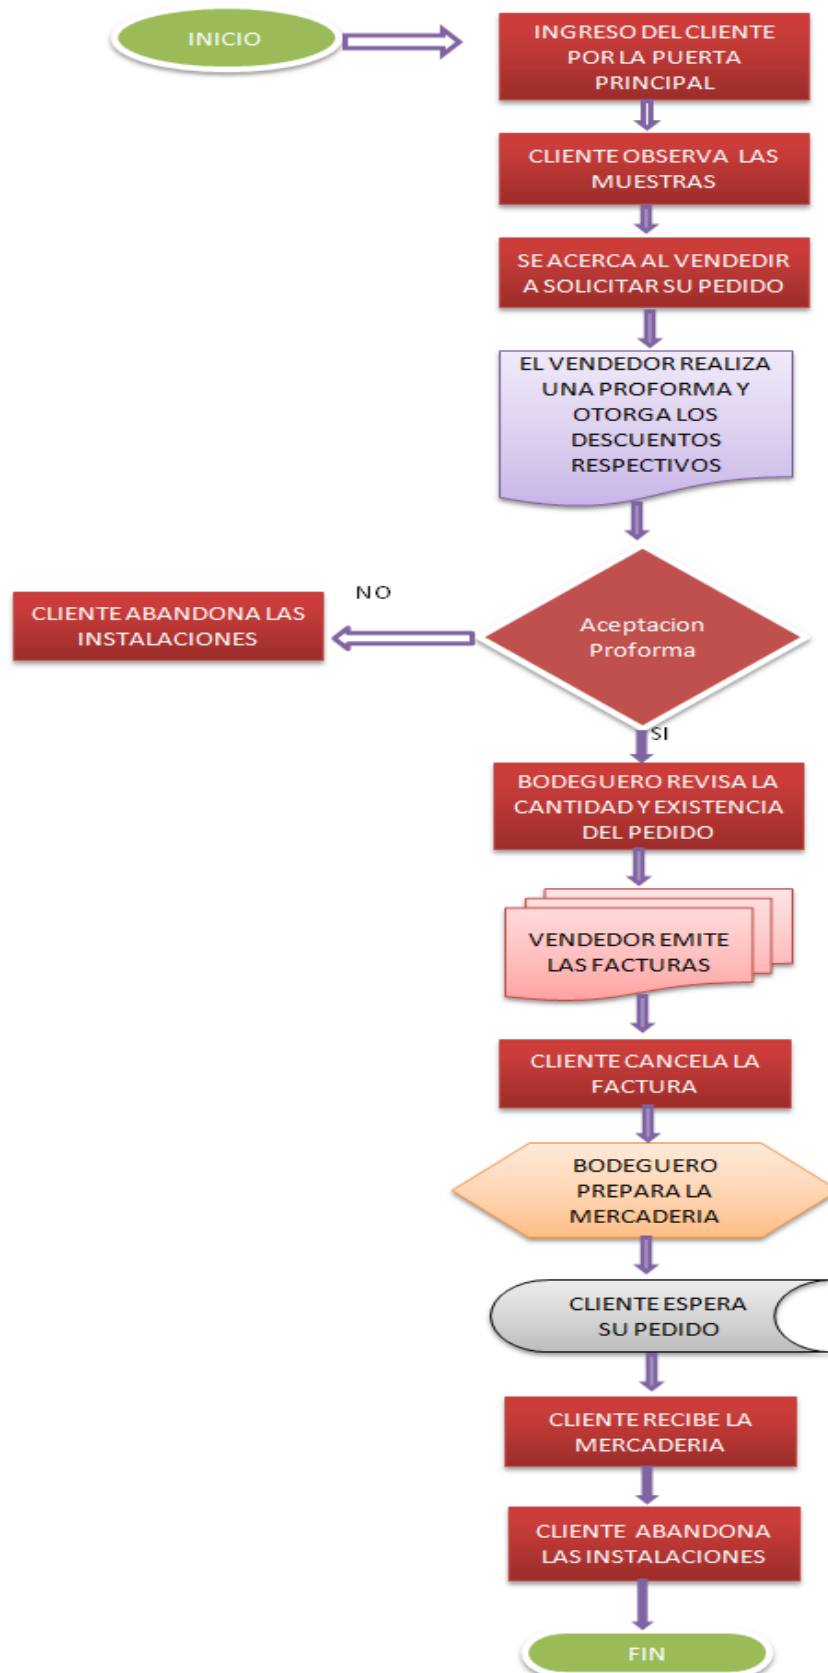 INICIO
INGRESO DEL CLIENTE
POR LA PUERTA
PRINCIPAL
CLIENTE OBSERVA LAS
MUESTRAS
SE ACERCA AL VENDEDIR
A SOLICITAR SU PEDIDO
EL VENDEDOR REALIZA
UNA PROFORMA Y
OTORGA LOS
DESCUENTOS
RESPECTIVOS
Aceptacion
Proforma
NO
CLIENTE ABANDONA LAS
INSTALACIONES
SI
BODEGUERO REVISA LA
CANTIDAD Y EXISTENCIA
DEL PEDIDO
VENDEDOR EMITE
LAS FACTURAS
CLIENTE CANCELA LA
FACTURA
BODEGUERO
PREPARA LA
MERCADERIA
CLIENTE ESPERA
SU PEDIDO
CLIENTE RECIBE LA
MERCADERIA
CLIENTE ABANDONA
LAS INSTALACIONES
FIN